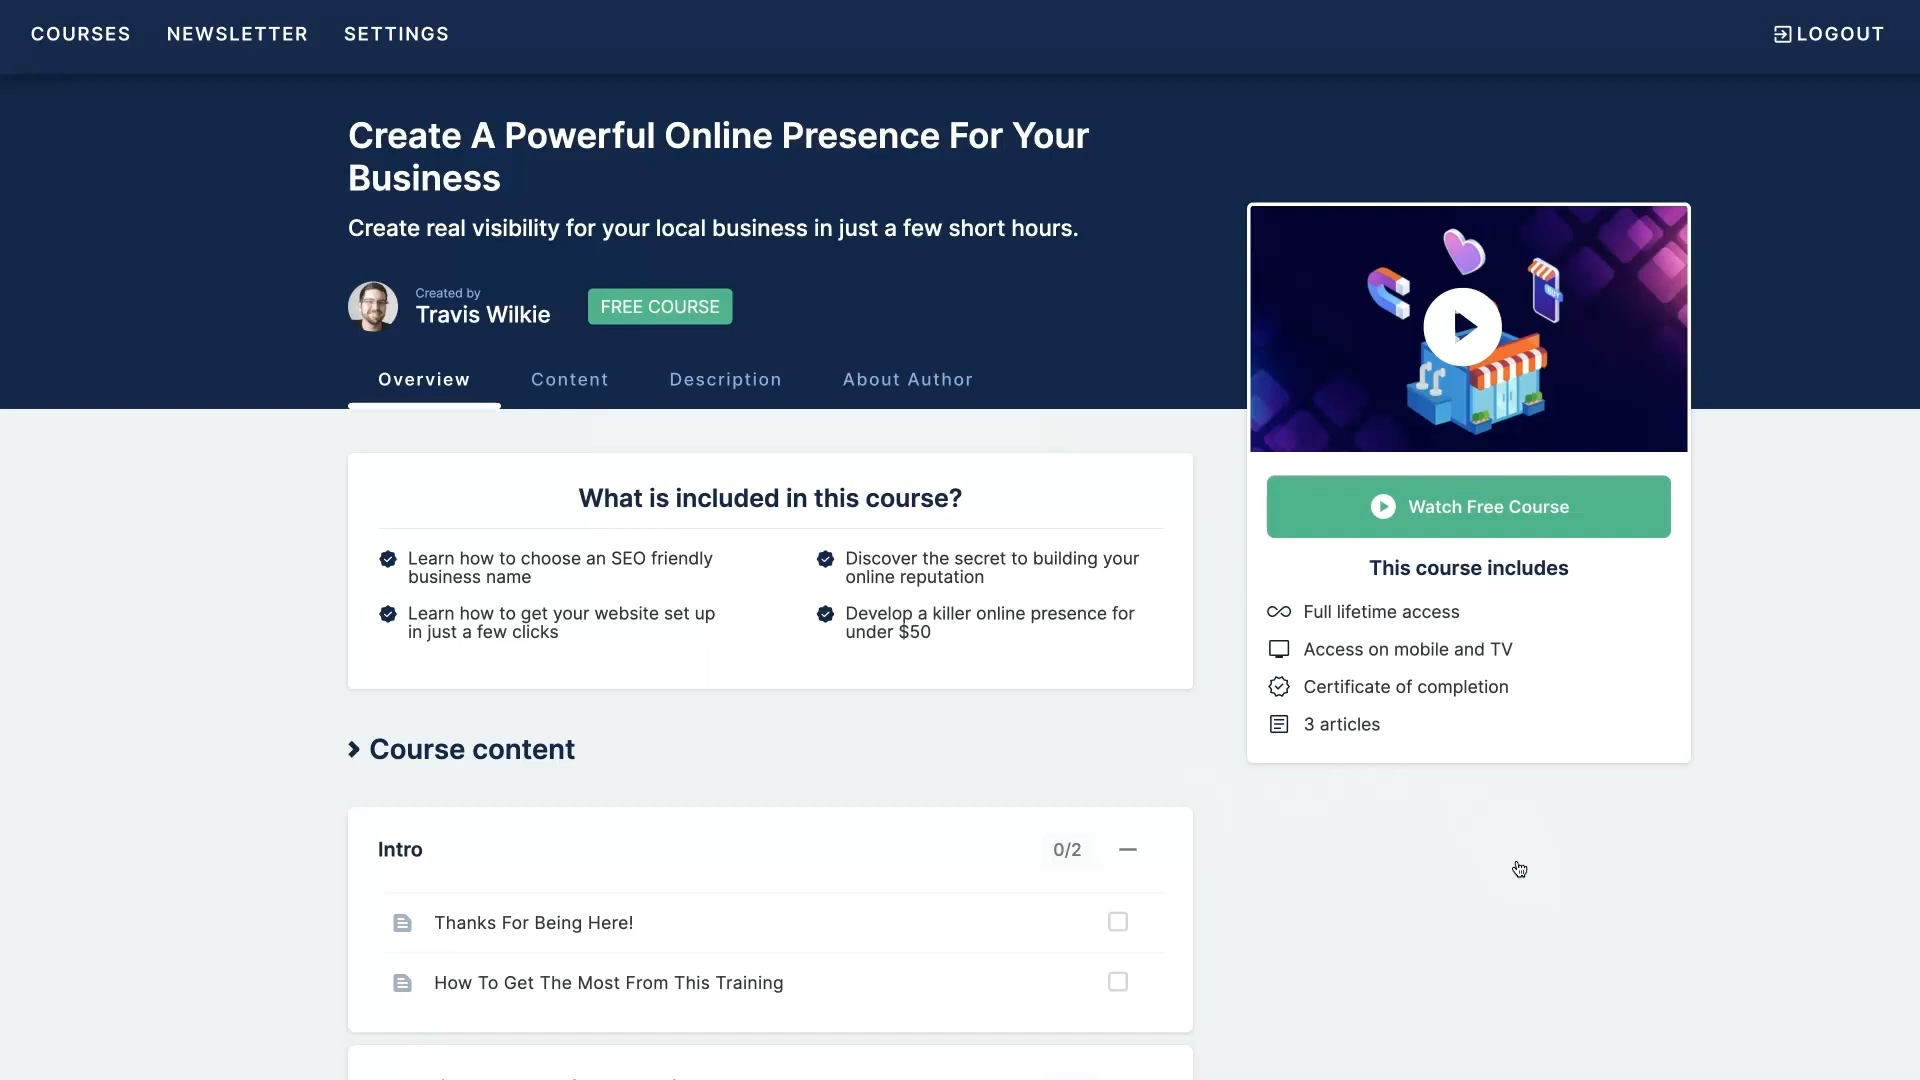 COURSES NEWSLETTER SETTINGS LOGOUT
Create A Powerful Online Presence For Your
Business
Create real visibility for your local business in just a few short hours.
Created by
Travis Wilkie
FREE COURSE
Overview Content Description About Author
What is included in this course?
Learn how to choose an SEO friendly
business name
Discover the secret to building your
online reputation
Learn how to get your website set up
in just a few clicks
Develop a killer online presence for
under $50
Watch Free Course
This course includes
Full lifetime access
Access on mobile and TV
Certificate of completion
3 articles
Course content
Intro 0/2
Thanks For Being Here!
How To Get The Most From This Training